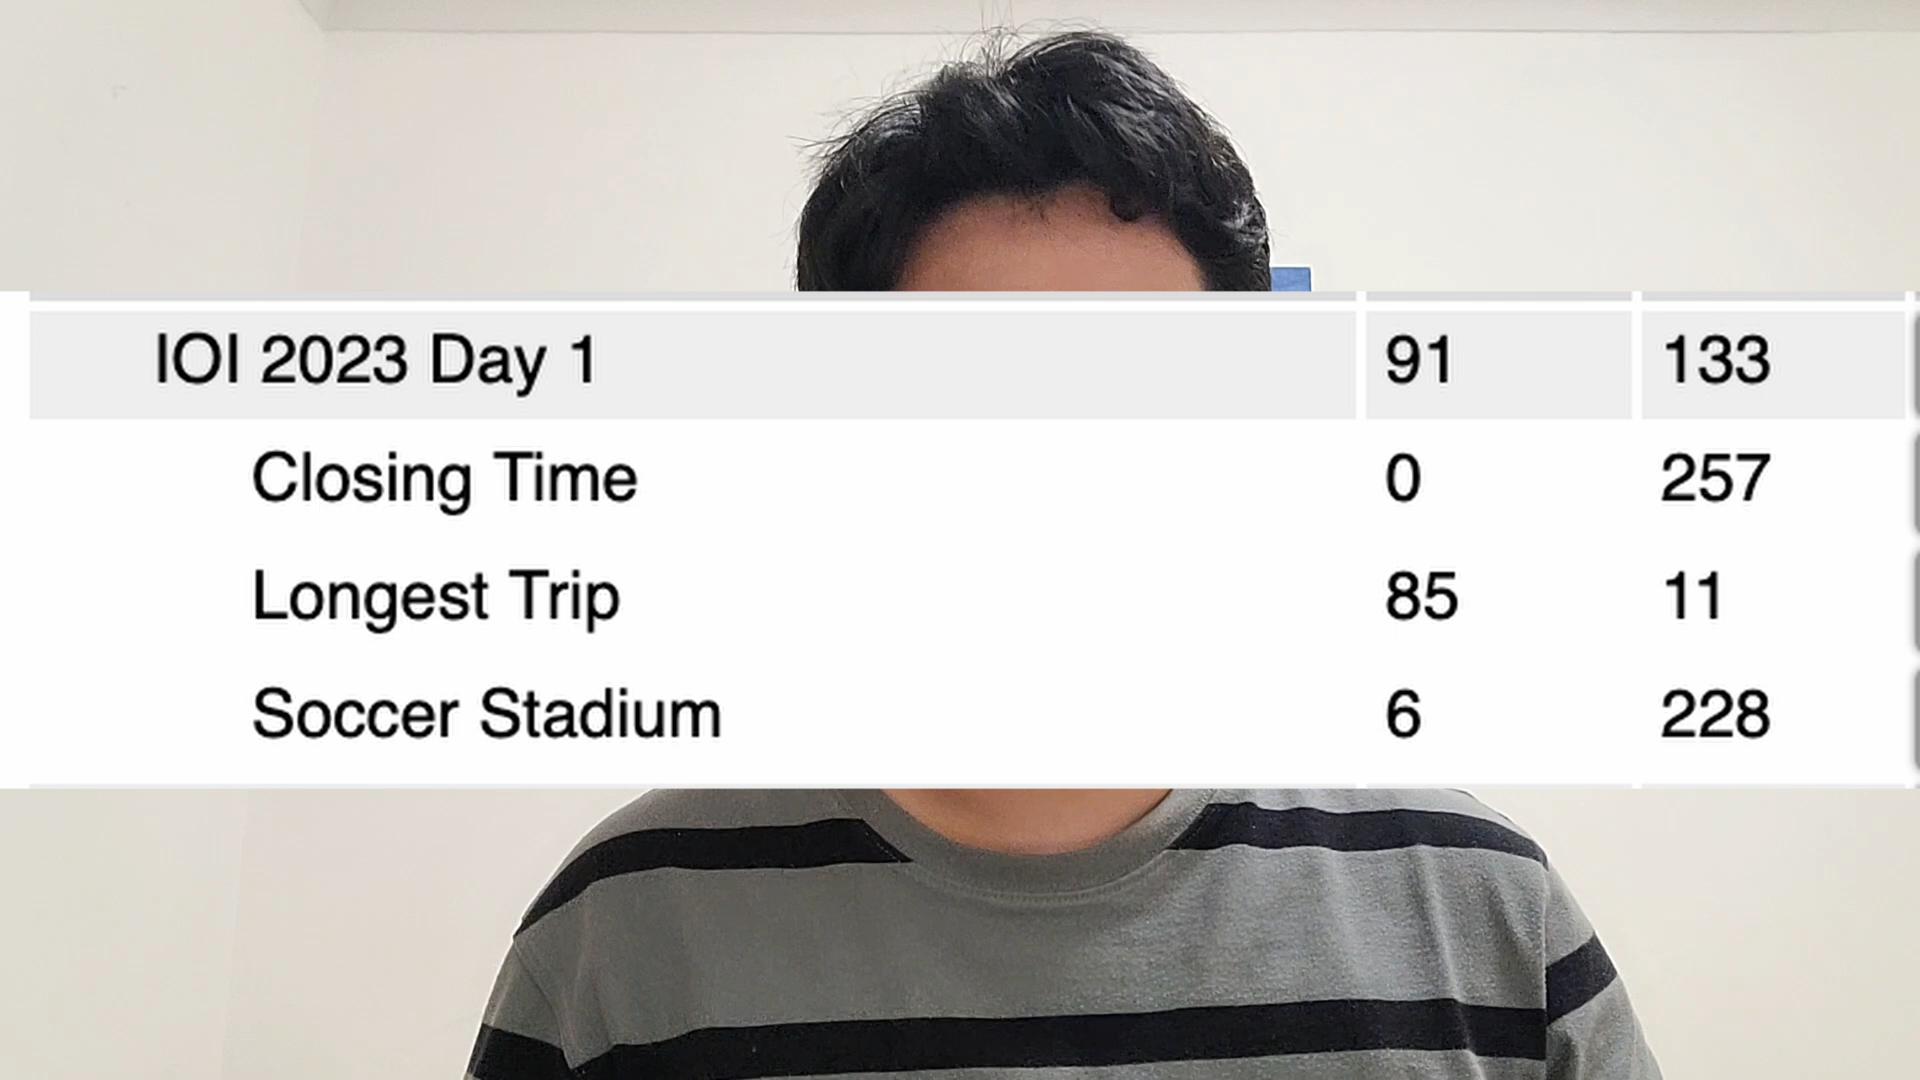 IOI 2023 Day 1 91 133
Closing Time 0 257
Longest Trip 85 11
Soccer Stadium 6 228